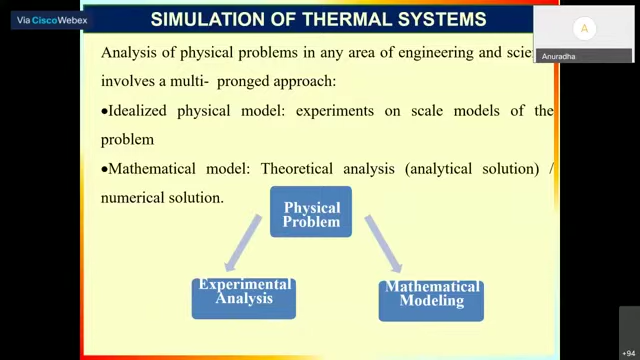 Via CiscoWebex
SIMULATION OF THERMAL SYSTEMS
A
Anuradha
Analysis of physical problems in any area of engineering and scie
involves a multi- pronged approach:
•Idealized physical model: experiments on scale models of the
problem
•Mathematical model: Theoretical analysis (analytical solution) /
numerical solution.
Physical
Problem
Experimental
Analysis
Mathematical
Modeling
+94